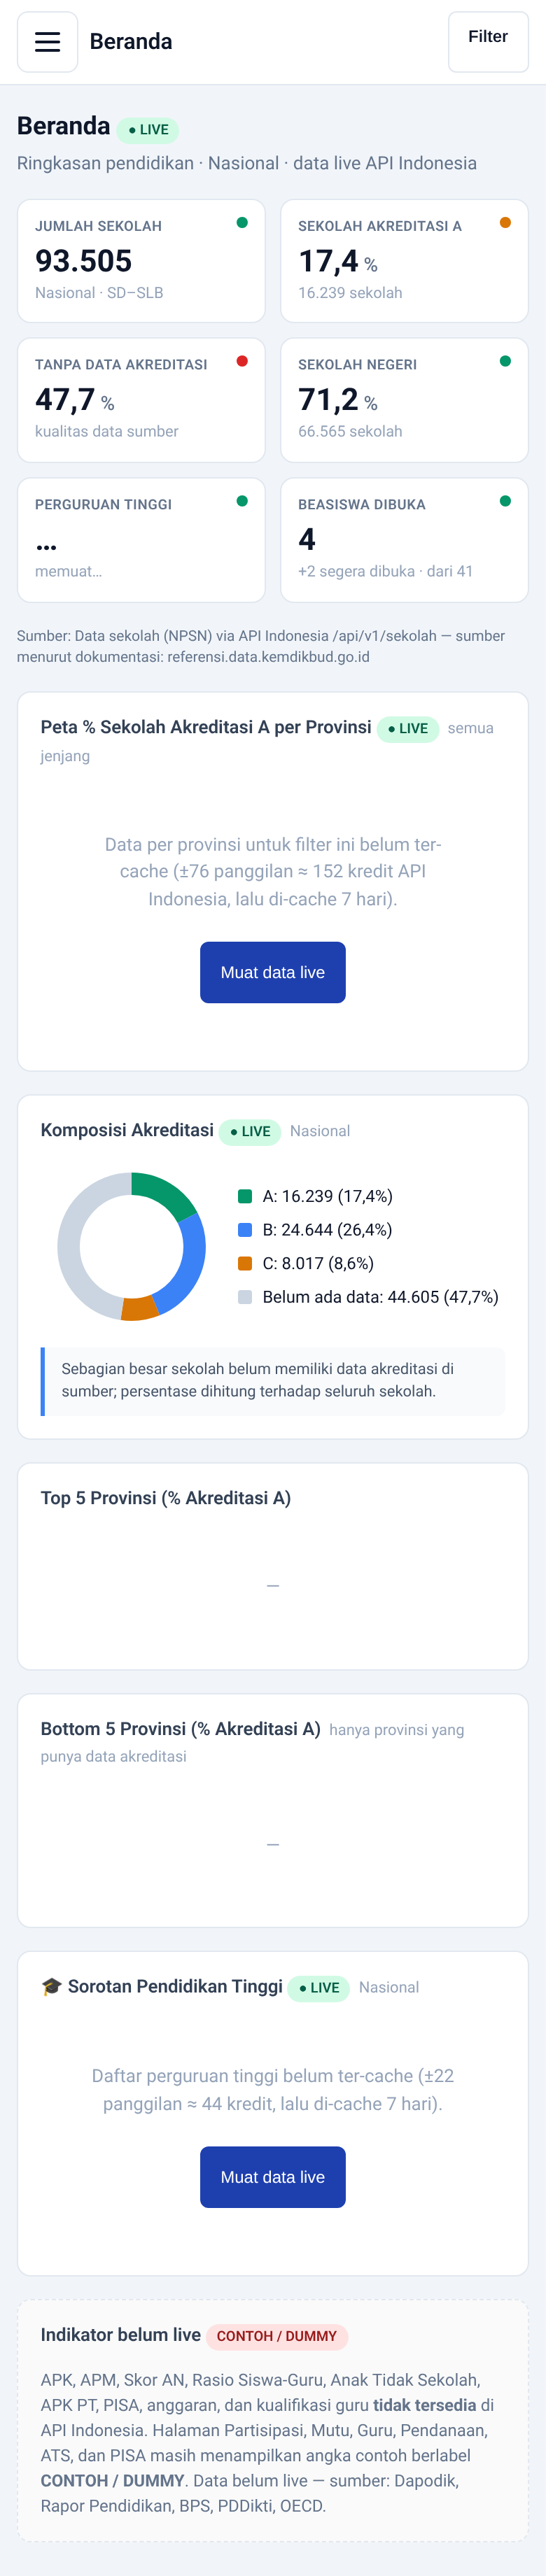 Beranda
Filter
Beranda ● LIVE
Ringkasan pendidikan · Nasional · data live API Indonesia
JUMLAH SEKOLAH
93.505
Nasional · SD–SLB
SEKOLAH AKREDITASI A
17,4 %
16.239 sekolah
TANPA DATA AKREDITASI
47,7 %
kualitas data sumber
SEKOLAH NEGERI
71,2 %
66.565 sekolah
PERGURUAN TINGGI
…
memuat…
BEASISWA DIBUKA
4
+2 segera dibuka · dari 41
Sumber: Data sekolah (NPSN) via API Indonesia /api/v1/sekolah — sumber
menurut dokumentasi: referensi.data.kemdikbud.go.id
Peta % Sekolah Akreditasi A per Provinsi ● LIVE semua
jenjang
Data per provinsi untuk filter ini belum ter-
cache (±76 panggilan ≈ 152 kredit API
Indonesia, lalu di-cache 7 hari).
Muat data live
Komposisi Akreditasi ● LIVE Nasional
A: 16.239 (17,4%)
B: 24.644 (26,4%)
C: 8.017 (8,6%)
Belum ada data: 44.605 (47,7%)
Sebagian besar sekolah belum memiliki data akreditasi di
sumber; persentase dihitung terhadap seluruh sekolah.
Top 5 Provinsi (% Akreditasi A)
—
Bottom 5 Provinsi (% Akreditasi A) hanya provinsi yang
punya data akreditasi
—
🎓 Sorotan Pendidikan Tinggi ● LIVE Nasional
Daftar perguruan tinggi belum ter-cache (±22
panggilan ≈ 44 kredit, lalu di-cache 7 hari).
Muat data live
Indikator belum live CONTOH / DUMMY
APK, APM, Skor AN, Rasio Siswa-Guru, Anak Tidak Sekolah,
APK PT, PISA, anggaran, dan kualifikasi guru tidak tersedia di
API Indonesia. Halaman Partisipasi, Mutu, Guru, Pendanaan,
ATS, dan PISA masih menampilkan angka contoh berlabel
CONTOH / DUMMY. Data belum live — sumber: Dapodik,
Rapor Pendidikan, BPS, PDDikti, OECD.